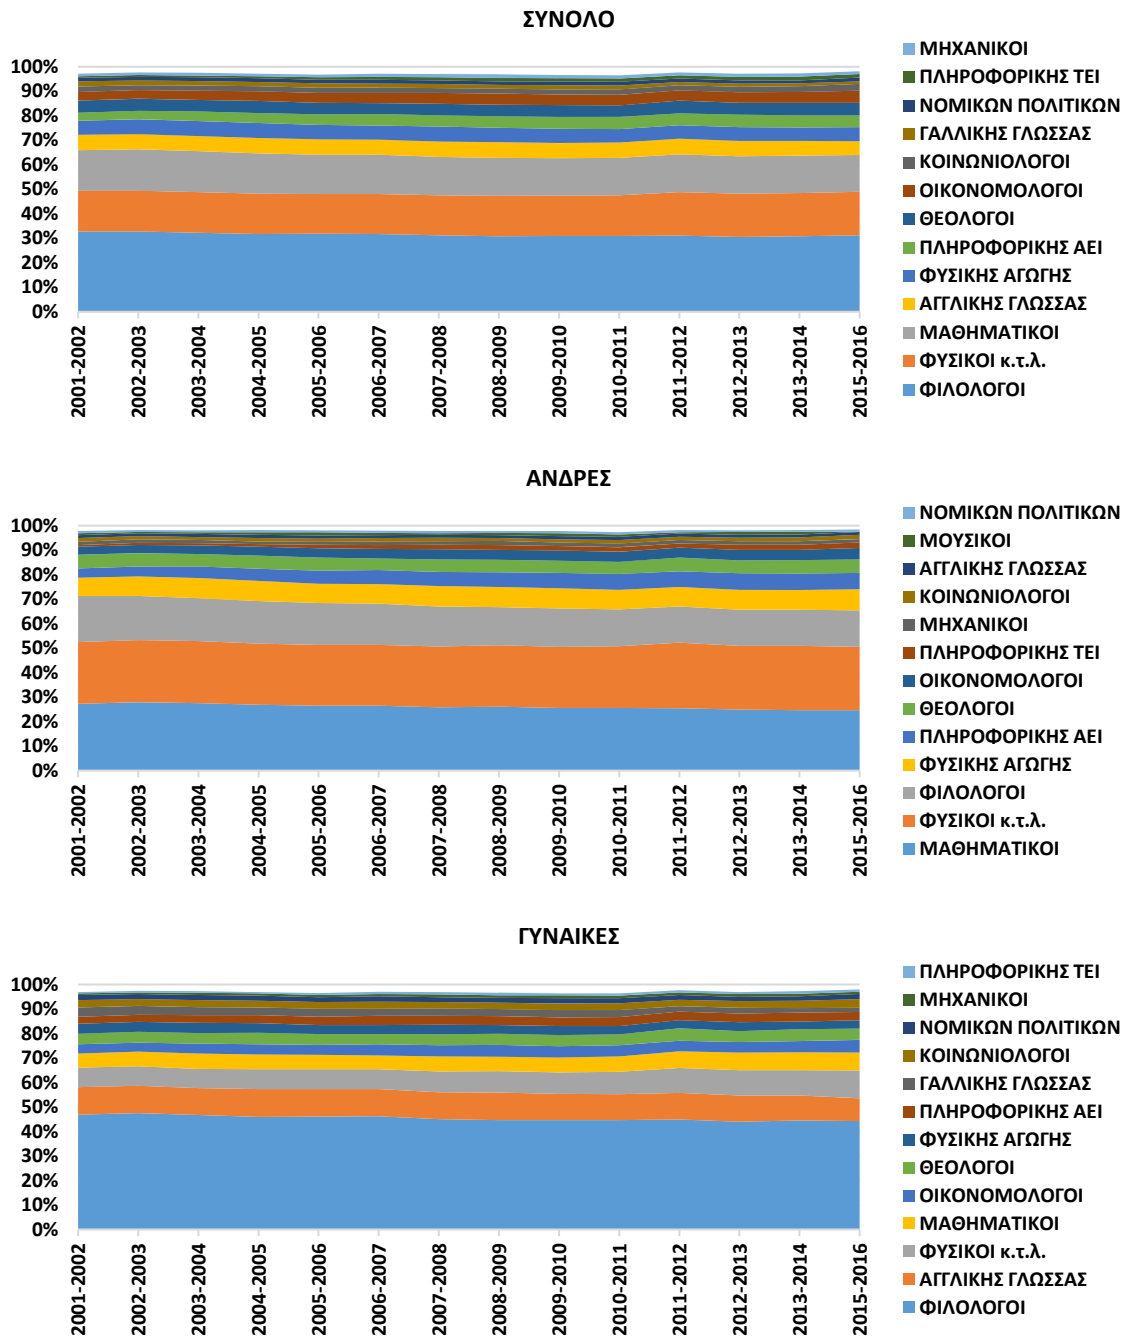 ΣΥΝΟΛΟ
100%
90%
80%
70%
60%
50%
40%
30%
20%
10%
0%
2001-2002
2002-2003
2003-2004
2004-2005
2005-2006
2006-2007
2007-2008
2008-2009
2009-2010
2010-2011
2011-2012
2012-2013
2013-2014
2015-2016
ΜΗΧΑΝΙΚΟΙ
ΠΛΗΡΟΦΟΡΙΚΗΣ ΤΕΙ
ΝΟΜΙΚΩΝ ΠΟΛΙΤΙΚΩΝ
ΓΑΛΛΙΚΗΣ ΓΛΩΣΣΑΣ
ΚΟΙΝΩΝΙΟΛΟΓΟΙ
ΟΙΚΟΝΟΜΟΛΟΓΟΙ
ΘΕΟΛΟΓΟΙ
ΠΛΗΡΟΦΟΡΙΚΗΣ ΑΕΙ
ΦΥΣΙΚΗΣ ΑΓΩΓΗΣ
ΑΓΓΛΙΚΗΣ ΓΛΩΣΣΑΣ
ΜΑΘΗΜΑΤΙΚΟΙ
ΦΥΣΙΚΟΙ κ.τ.λ.
ΦΙΛΟΛΟΓΟΙ
ΑΝΔΡΕΣ
100%
90%
80%
70%
60%
50%
40%
30%
20%
10%
0%
2001-2002
2002-2003
2003-2004
2004-2005
2005-2006
2006-2007
2007-2008
2008-2009
2009-2010
2010-2011
2011-2012
2012-2013
2013-2014
2015-2016
ΝΟΜΙΚΩΝ ΠΟΛΙΤΙΚΩΝ
ΜΟΥΣΙΚΟΙ
ΑΓΓΛΙΚΗΣ ΓΛΩΣΣΑΣ
ΚΟΙΝΩΝΙΟΛΟΓΟΙ
ΜΗΧΑΝΙΚΟΙ
ΠΛΗΡΟΦΟΡΙΚΗΣ ΤΕΙ
ΟΙΚΟΝΟΜΟΛΟΓΟΙ
ΘΕΟΛΟΓΟΙ
ΠΛΗΡΟΦΟΡΙΚΗΣ ΑΕΙ
ΦΥΣΙΚΗΣ ΑΓΩΓΗΣ
ΦΙΛΟΛΟΓΟΙ
ΦΥΣΙΚΟΙ κ.τ.λ.
ΜΑΘΗΜΑΤΙΚΟΙ
ΓΥΝΑΙΚΕΣ
100%
90%
80%
70%
60%
50%
40%
30%
20%
10%
0%
2001-2002
2002-2003
2003-2004
2004-2005
2005-2006
2006-2007
2007-2008
2008-2009
2009-2010
2010-2011
2011-2012
2012-2013
2013-2014
2015-2016
ΠΛΗΡΟΦΟΡΙΚΗΣ ΤΕΙ
ΜΗΧΑΝΙΚΟΙ
ΝΟΜΙΚΩΝ ΠΟΛΙΤΙΚΩΝ
ΚΟΙΝΩΝΙΟΛΟΓΟΙ
ΓΑΛΛΙΚΗΣ ΓΛΩΣΣΑΣ
ΠΛΗΡΟΦΟΡΙΚΗΣ ΑΕΙ
ΦΥΣΙΚΗΣ ΑΓΩΓΗΣ
ΘΕΟΛΟΓΟΙ
ΟΙΚΟΝΟΜΟΛΟΓΟΙ
ΜΑΘΗΜΑΤΙΚΟΙ
ΦΥΣΙΚΟΙ κ.τ.λ.
ΑΓΓΛΙΚΗΣ ΓΛΩΣΣΑΣ
ΦΙΛΟΛΟΓΟΙ